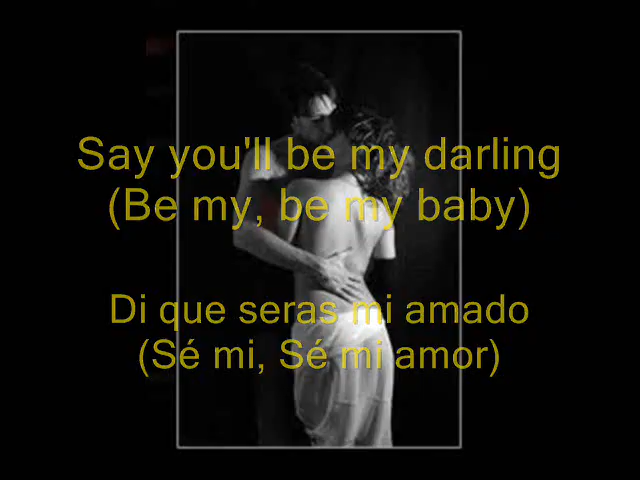 Say you'll be my darling
(Be my, be my baby)
Di que seras mi amado
(Sé mi, Sé mi amor)